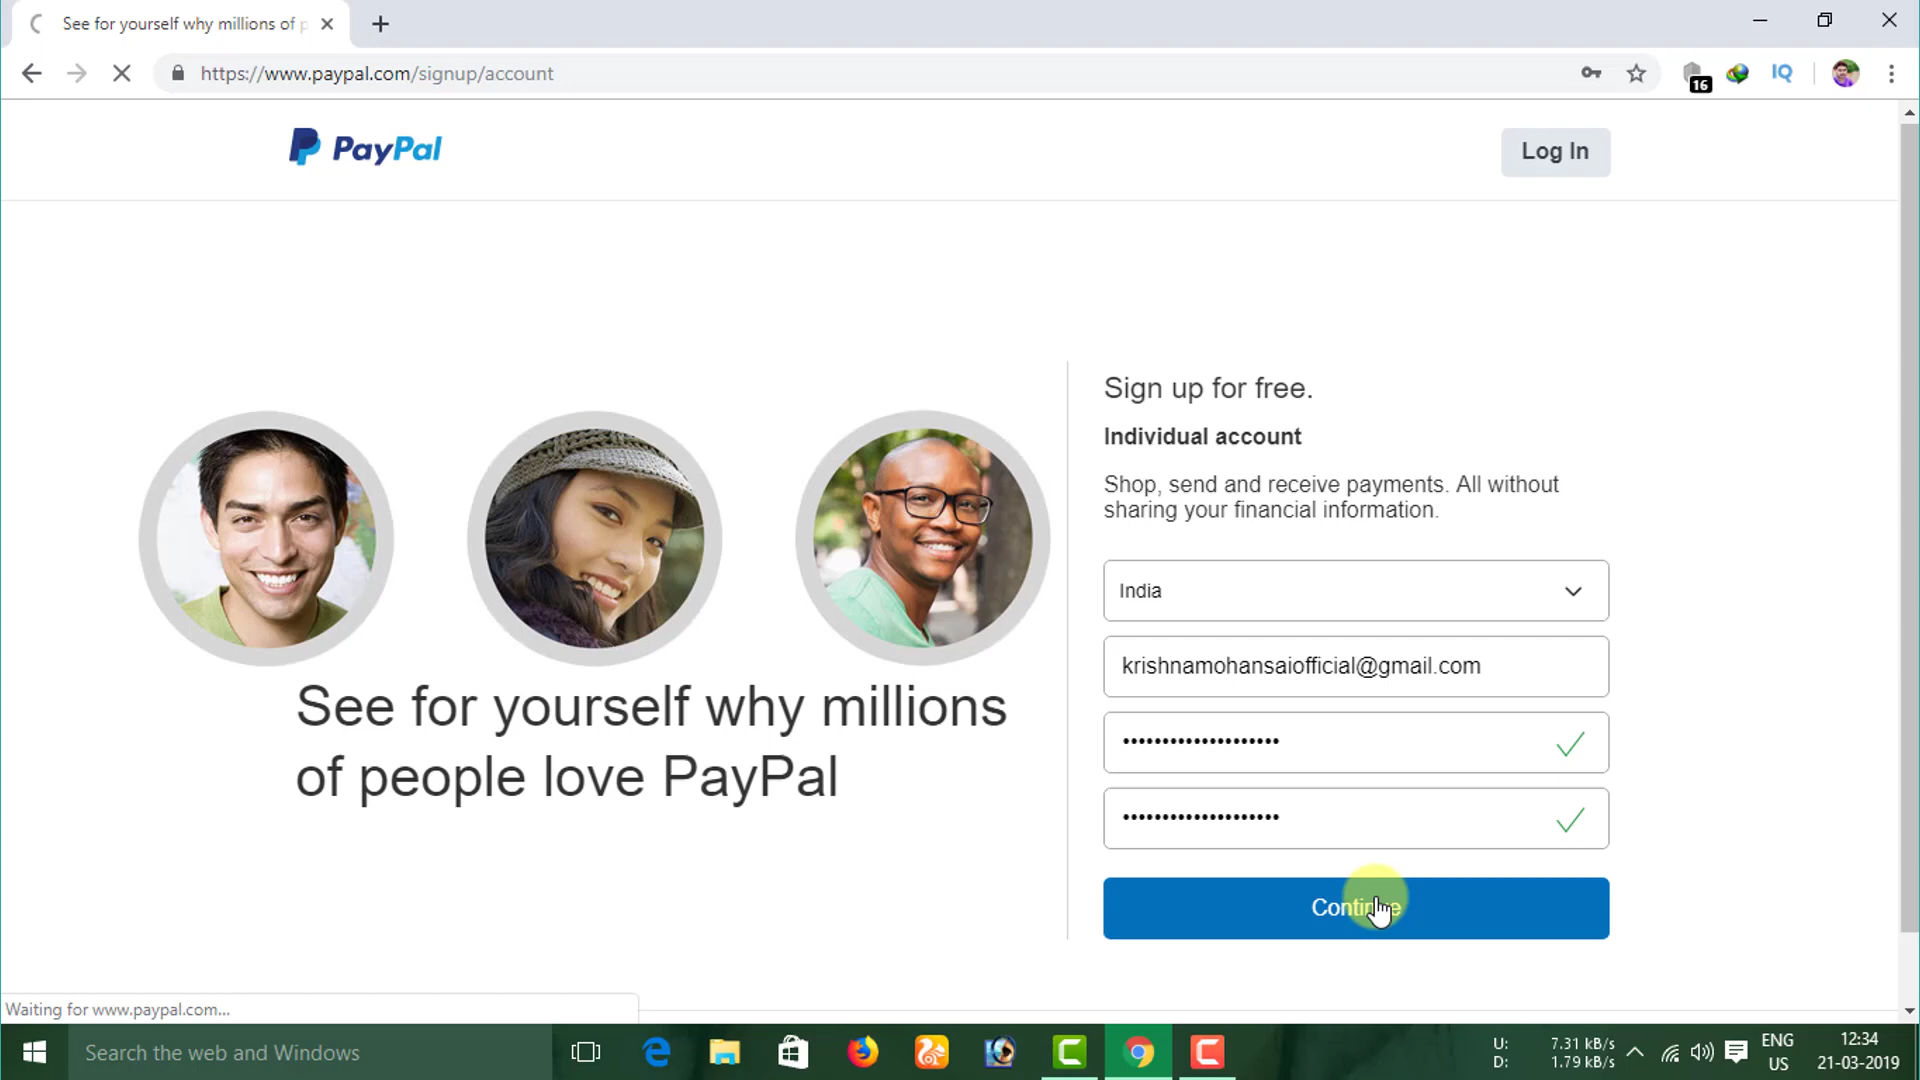 See for yourself why millions of p
https://www.paypal.com/signup/account
16
IQ
PayPal
Log In
Sign up for free.
Individual account
Shop, send and receive payments. All without
sharing your financial information.
India
krishnamohansaiofficial@gmail.com
••••••••••••••••••••
••••••••••••••••••••
Continue
See for yourself why millions
of people love PayPal
Waiting for www.paypal.com...
Search the web and Windows
U: 7.31 kB/s
D: 1.79 kB/s
ENG
US
12:34
21-03-2019